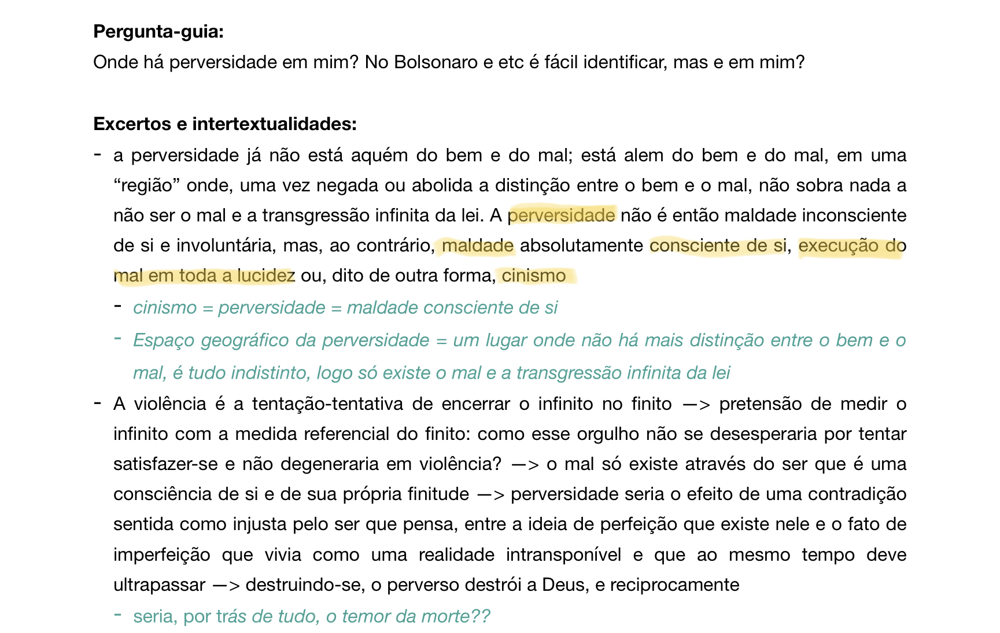 Pergunta-guia:
Onde há perversidade em mim? No Bolsonaro e etc é fácil identificar, mas e em mim?
Excertos e intertextualidades:
- a perversidade já não está aquém do bem e do mal; está alem do bem e do mal, em uma
“região” onde, uma vez negada ou abolida a distinção entre o bem e o mal, não sobra nada a
não ser o mal e a transgressão infinita da lei. A perversidade não é então maldade inconsciente
de si e involuntária, mas, ao contrário, maldade absolutamente consciente de si, execução do
mal em toda a lucidez ou, dito de outra forma, cinismo
- cinismo = perversidade = maldade consciente de si
- Espaço geográfico da perversidade = um lugar onde não há mais distinção entre o bem e o
mal, é tudo indistinto, logo só existe o mal e a transgressão infinita da lei
- A violência é a tentação-tentativa de encerrar o infinito no finito —> pretensão de medir o
infinito com a medida referencial do finito: como esse orgulho não se desesperaria por tentar
satisfazer-se e não degeneraria em violência? —> o mal só existe através do ser que é uma
consciência de si e de sua própria finitude —> perversidade seria o efeito de uma contradição
sentida como injusta pelo ser que pensa, entre a ideia de perfeição que existe nele e o fato de
imperfeição que vivia como uma realidade intransponível e que ao mesmo tempo deve
ultrapassar —> destruindo-se, o perverso destrói a Deus, e reciprocamente
- seria, por trás de tudo, o temor da morte??